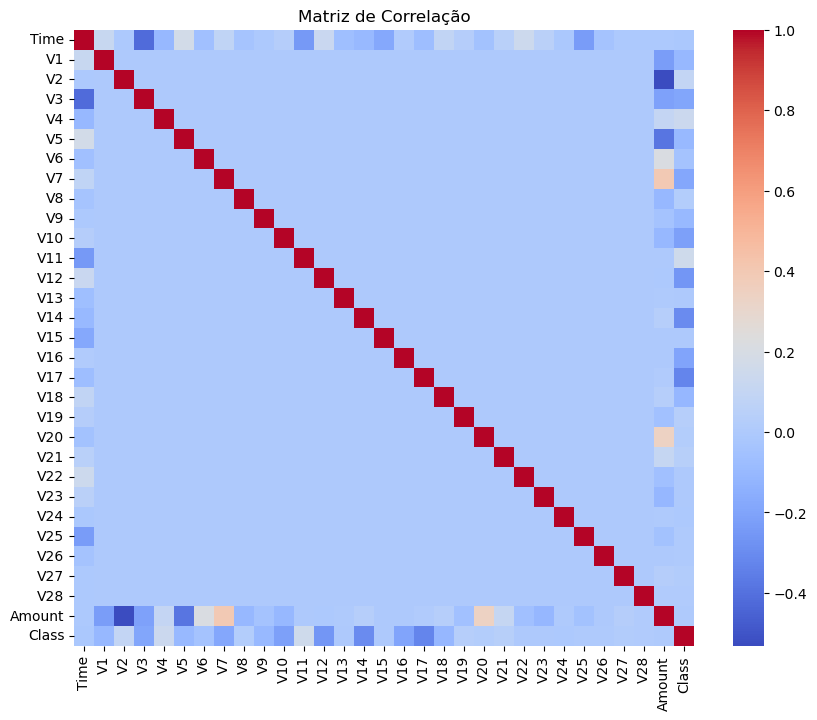 Matriz de Correlação
Time
V1
V2
V3
V4
V5
V6
V7
V8
V9
V10
V11
V12
V13
V14
V15
V16
V17
V18
V19
V20
V21
V22
V23
V24
V25
V26
V27
V28
Amount
Class
Time V1 V2 V3 V4 V5 V6 V7 V8 V9 V10 V11 V12 V13 V14 V15 V16 V17 V18 V19 V20 V21 V22 V23 V24 V25 V26 V27 V28 Amount Class
1.0
0.8
0.6
0.4
0.2
0.0
−0.2
−0.4